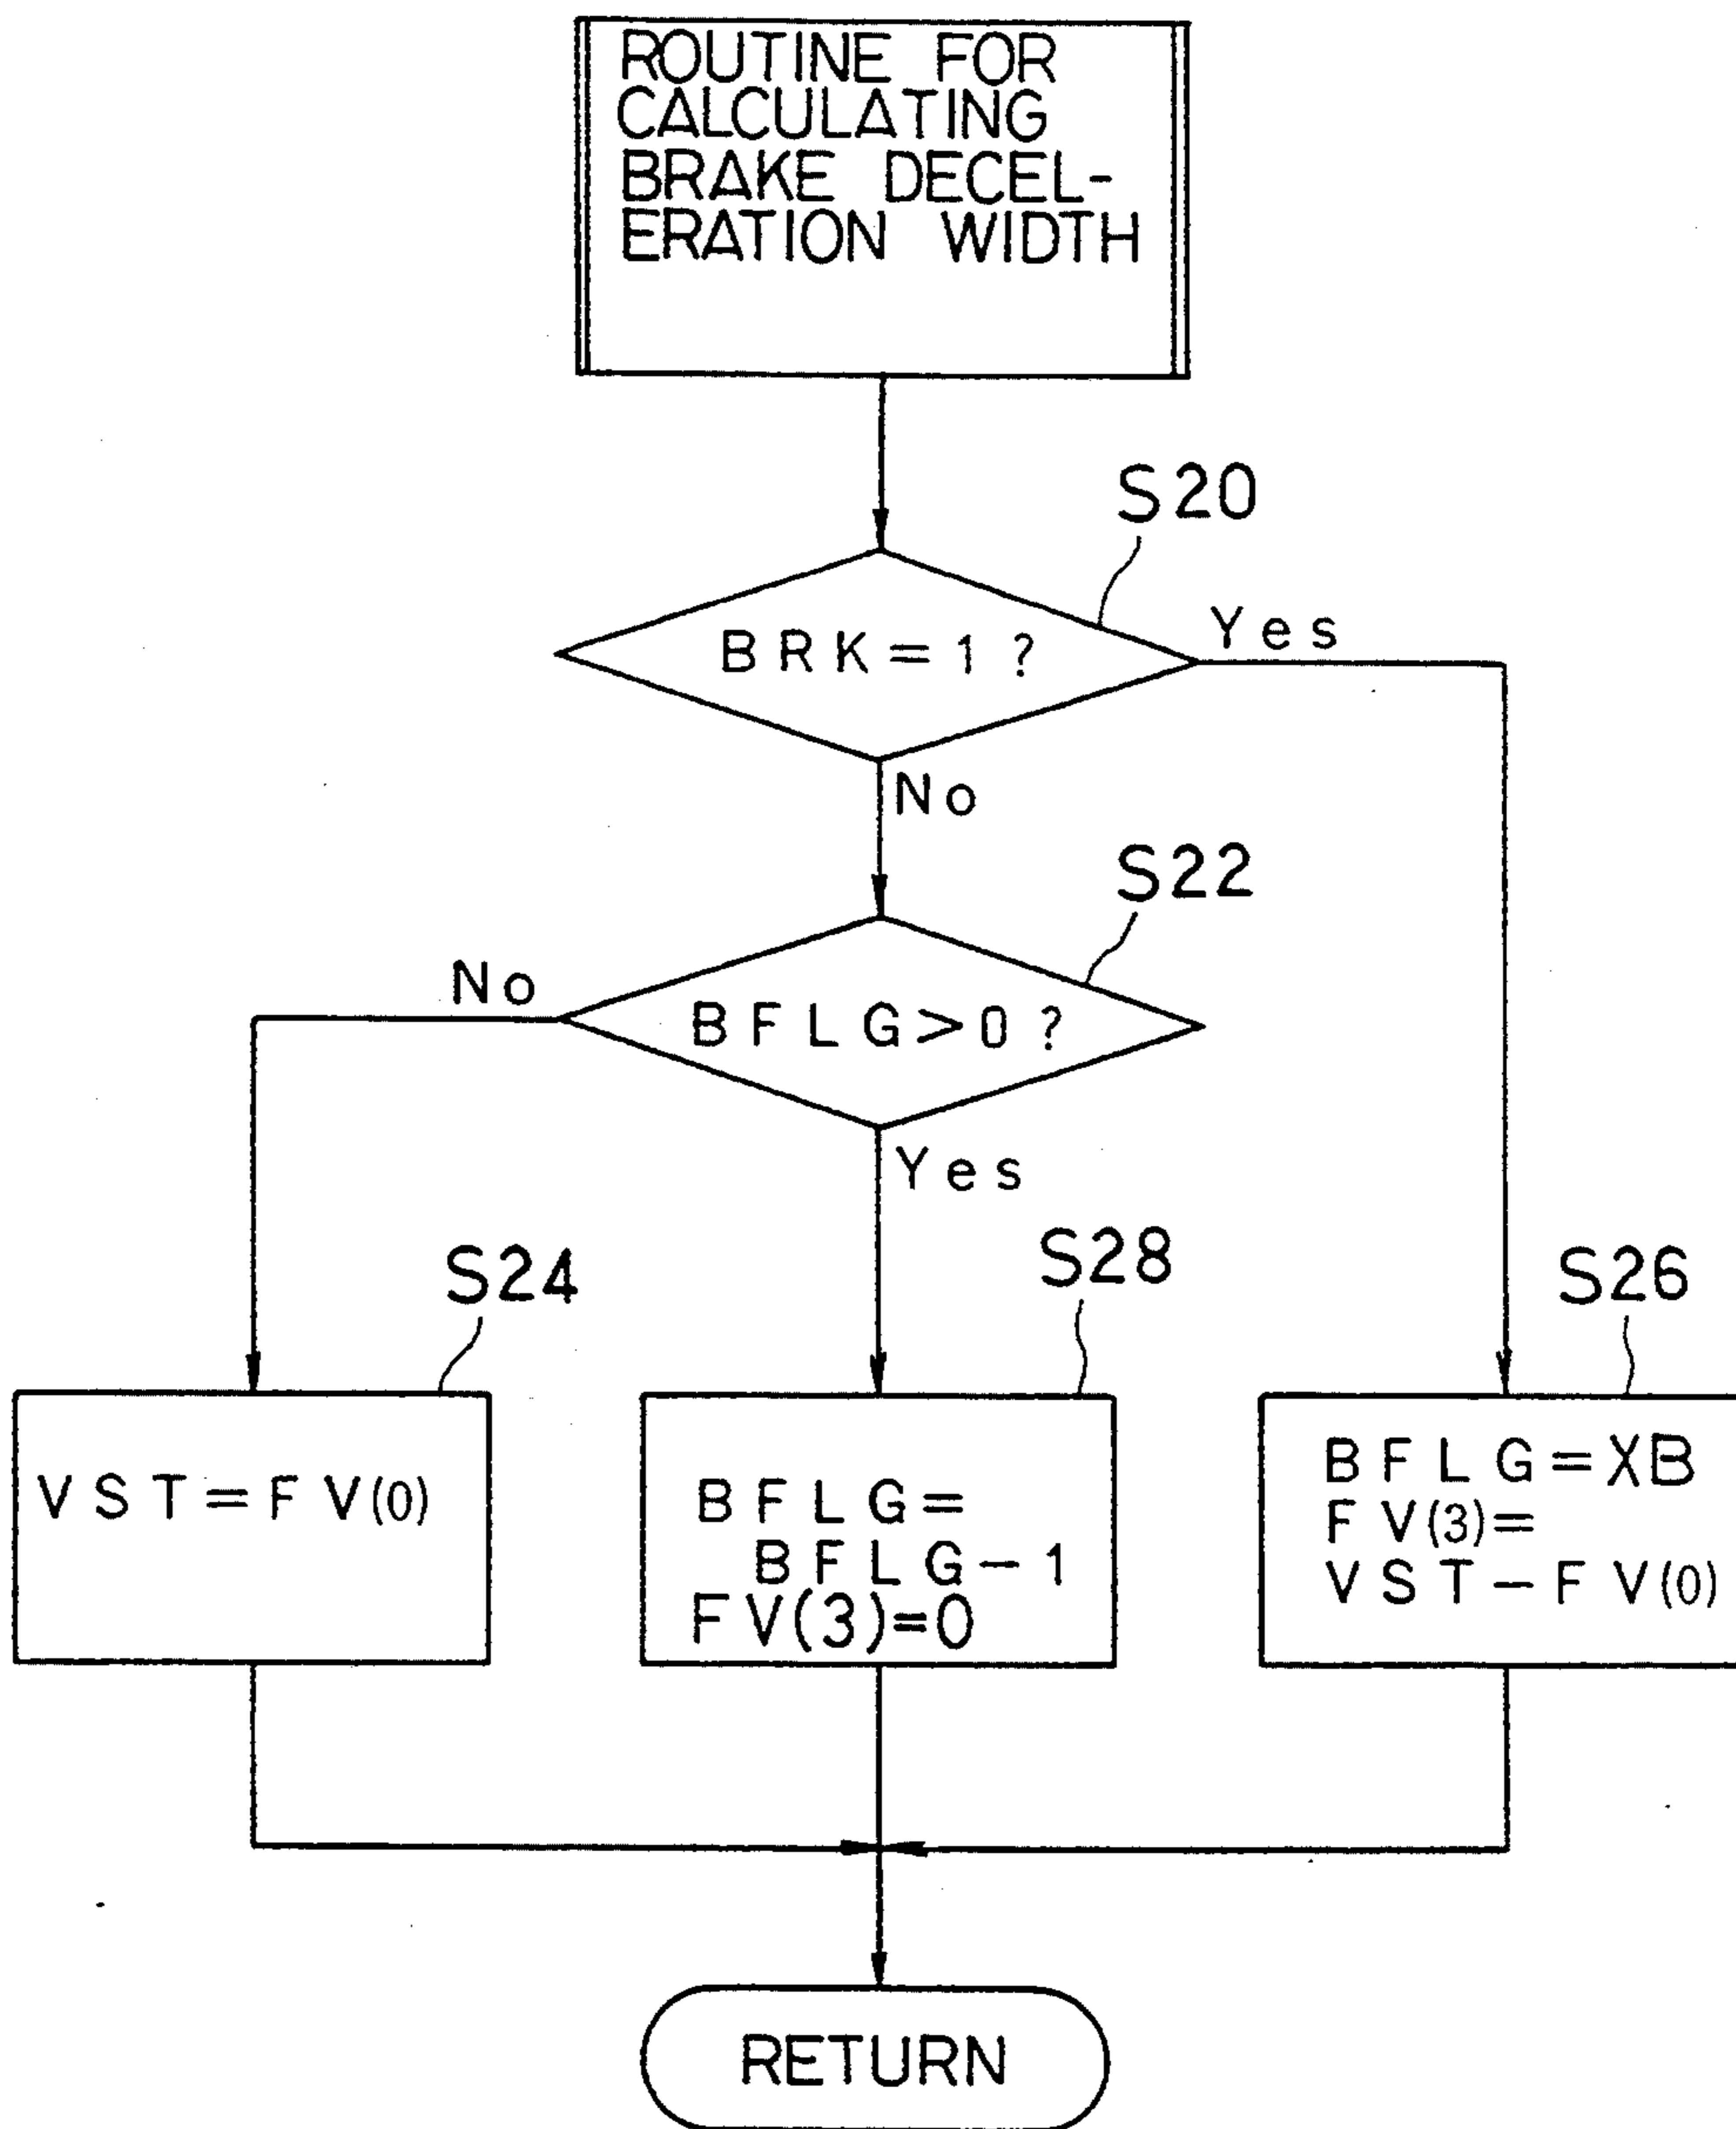 ROUTINE FOR
CALCULATING
BRAKE DECEL-
ERATION WIDTH
S20
BRK=1?
Yes
No
S22
BFLG>0?
No
Yes
S24
VST=FV(0)
S28
BFLG=
BFLG-1
FV(3)=0
S26
BFLG=XB
FV(3)=
VST-FV(0)
RETURN